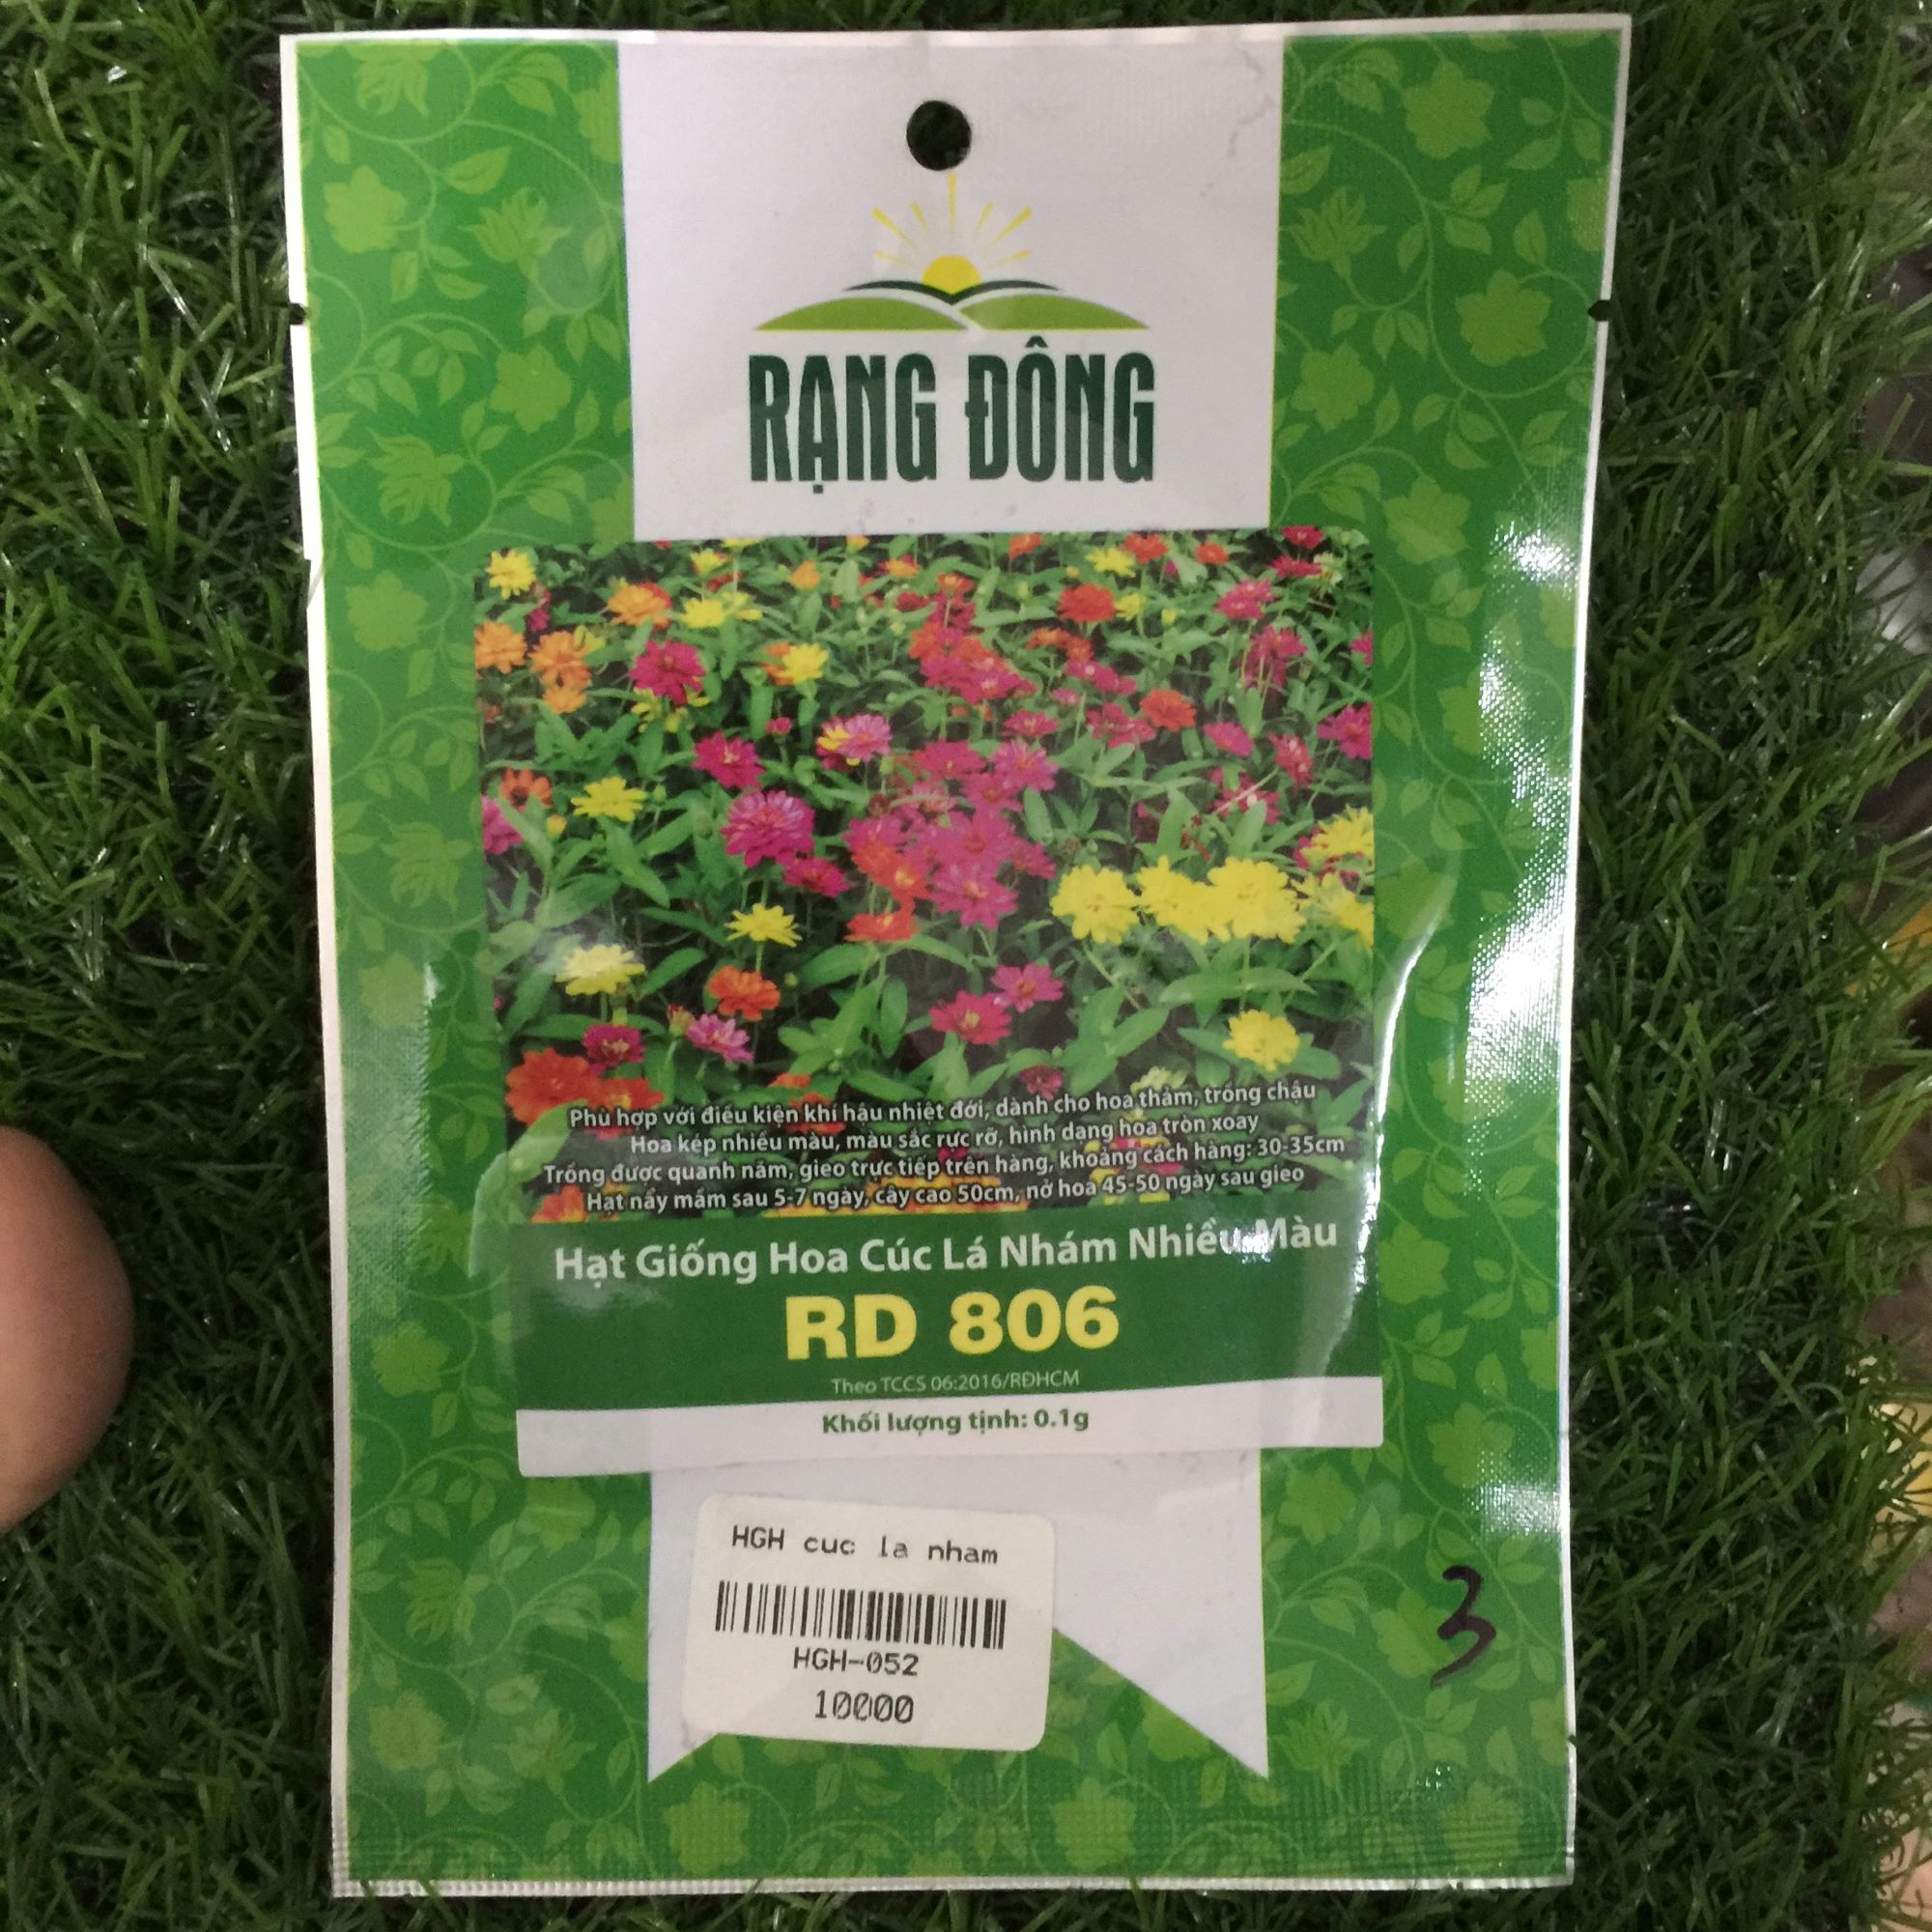 RẠNG ĐÔNG
Phù hợp với điều kiện khí hậu nhiệt đới, dành cho hoa thảm, trồng chậu
Hoa kép nhiều màu, màu sắc rực rỡ, hình dạng hoa tròn xoay
Trồng được quanh năm, gieo trực tiếp trên hàng, khoảng cách hàng: 30-35cm
Hạt nẩy mầm sau 5-7 ngày, cây cao 50cm, nở hoa 45-50 ngày sau gieo
Hạt Giống Hoa Cúc Lá Nhám Nhiều Màu
RD 806
Theo TCCS 06:2016/RĐHCM
Khối lượng tịnh: 0.1g
HGH cuc la nham
HGH-052
10000
3